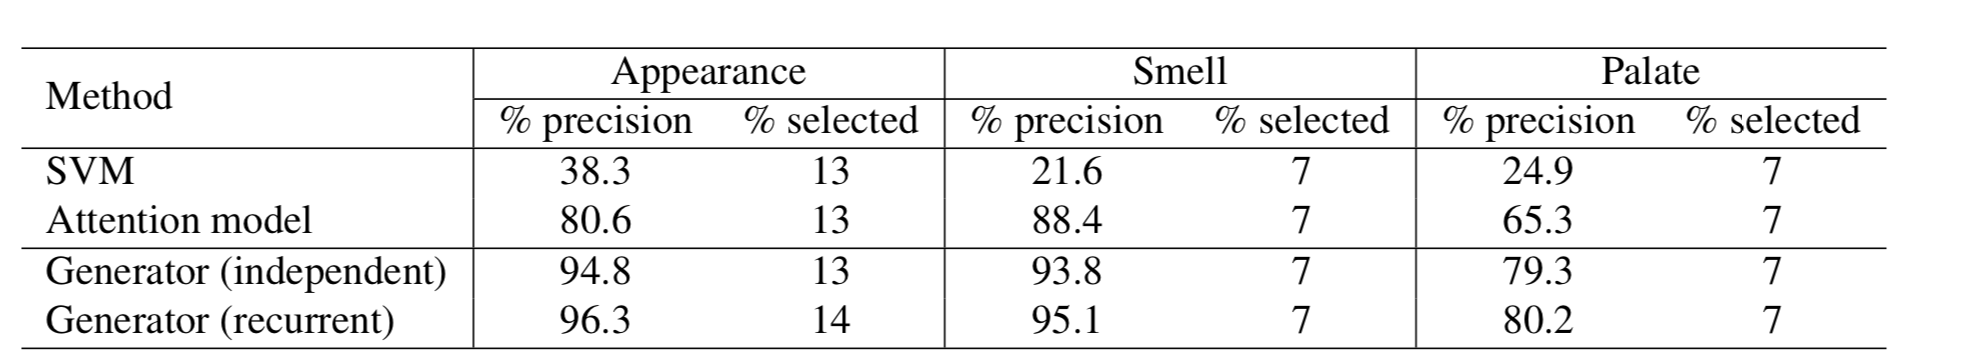 Method Appearance Smell Palate
% precision % selected % precision % selected % precision % selected
SVM 38.3 13 21.6 7 24.9 7
Attention model 80.6 13 88.4 7 65.3 7
Generator (independent) 94.8 13 93.8 7 79.3 7
Generator (recurrent) 96.3 14 95.1 7 80.2 7